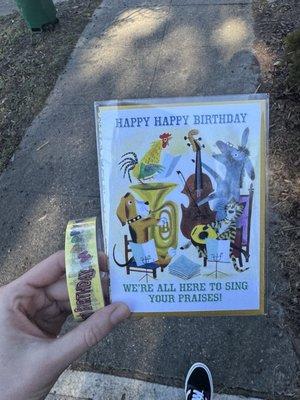 HAPPY HAPPY BIRTHDAY
WE'RE ALL HERE TO SING
YOUR PRAISES!